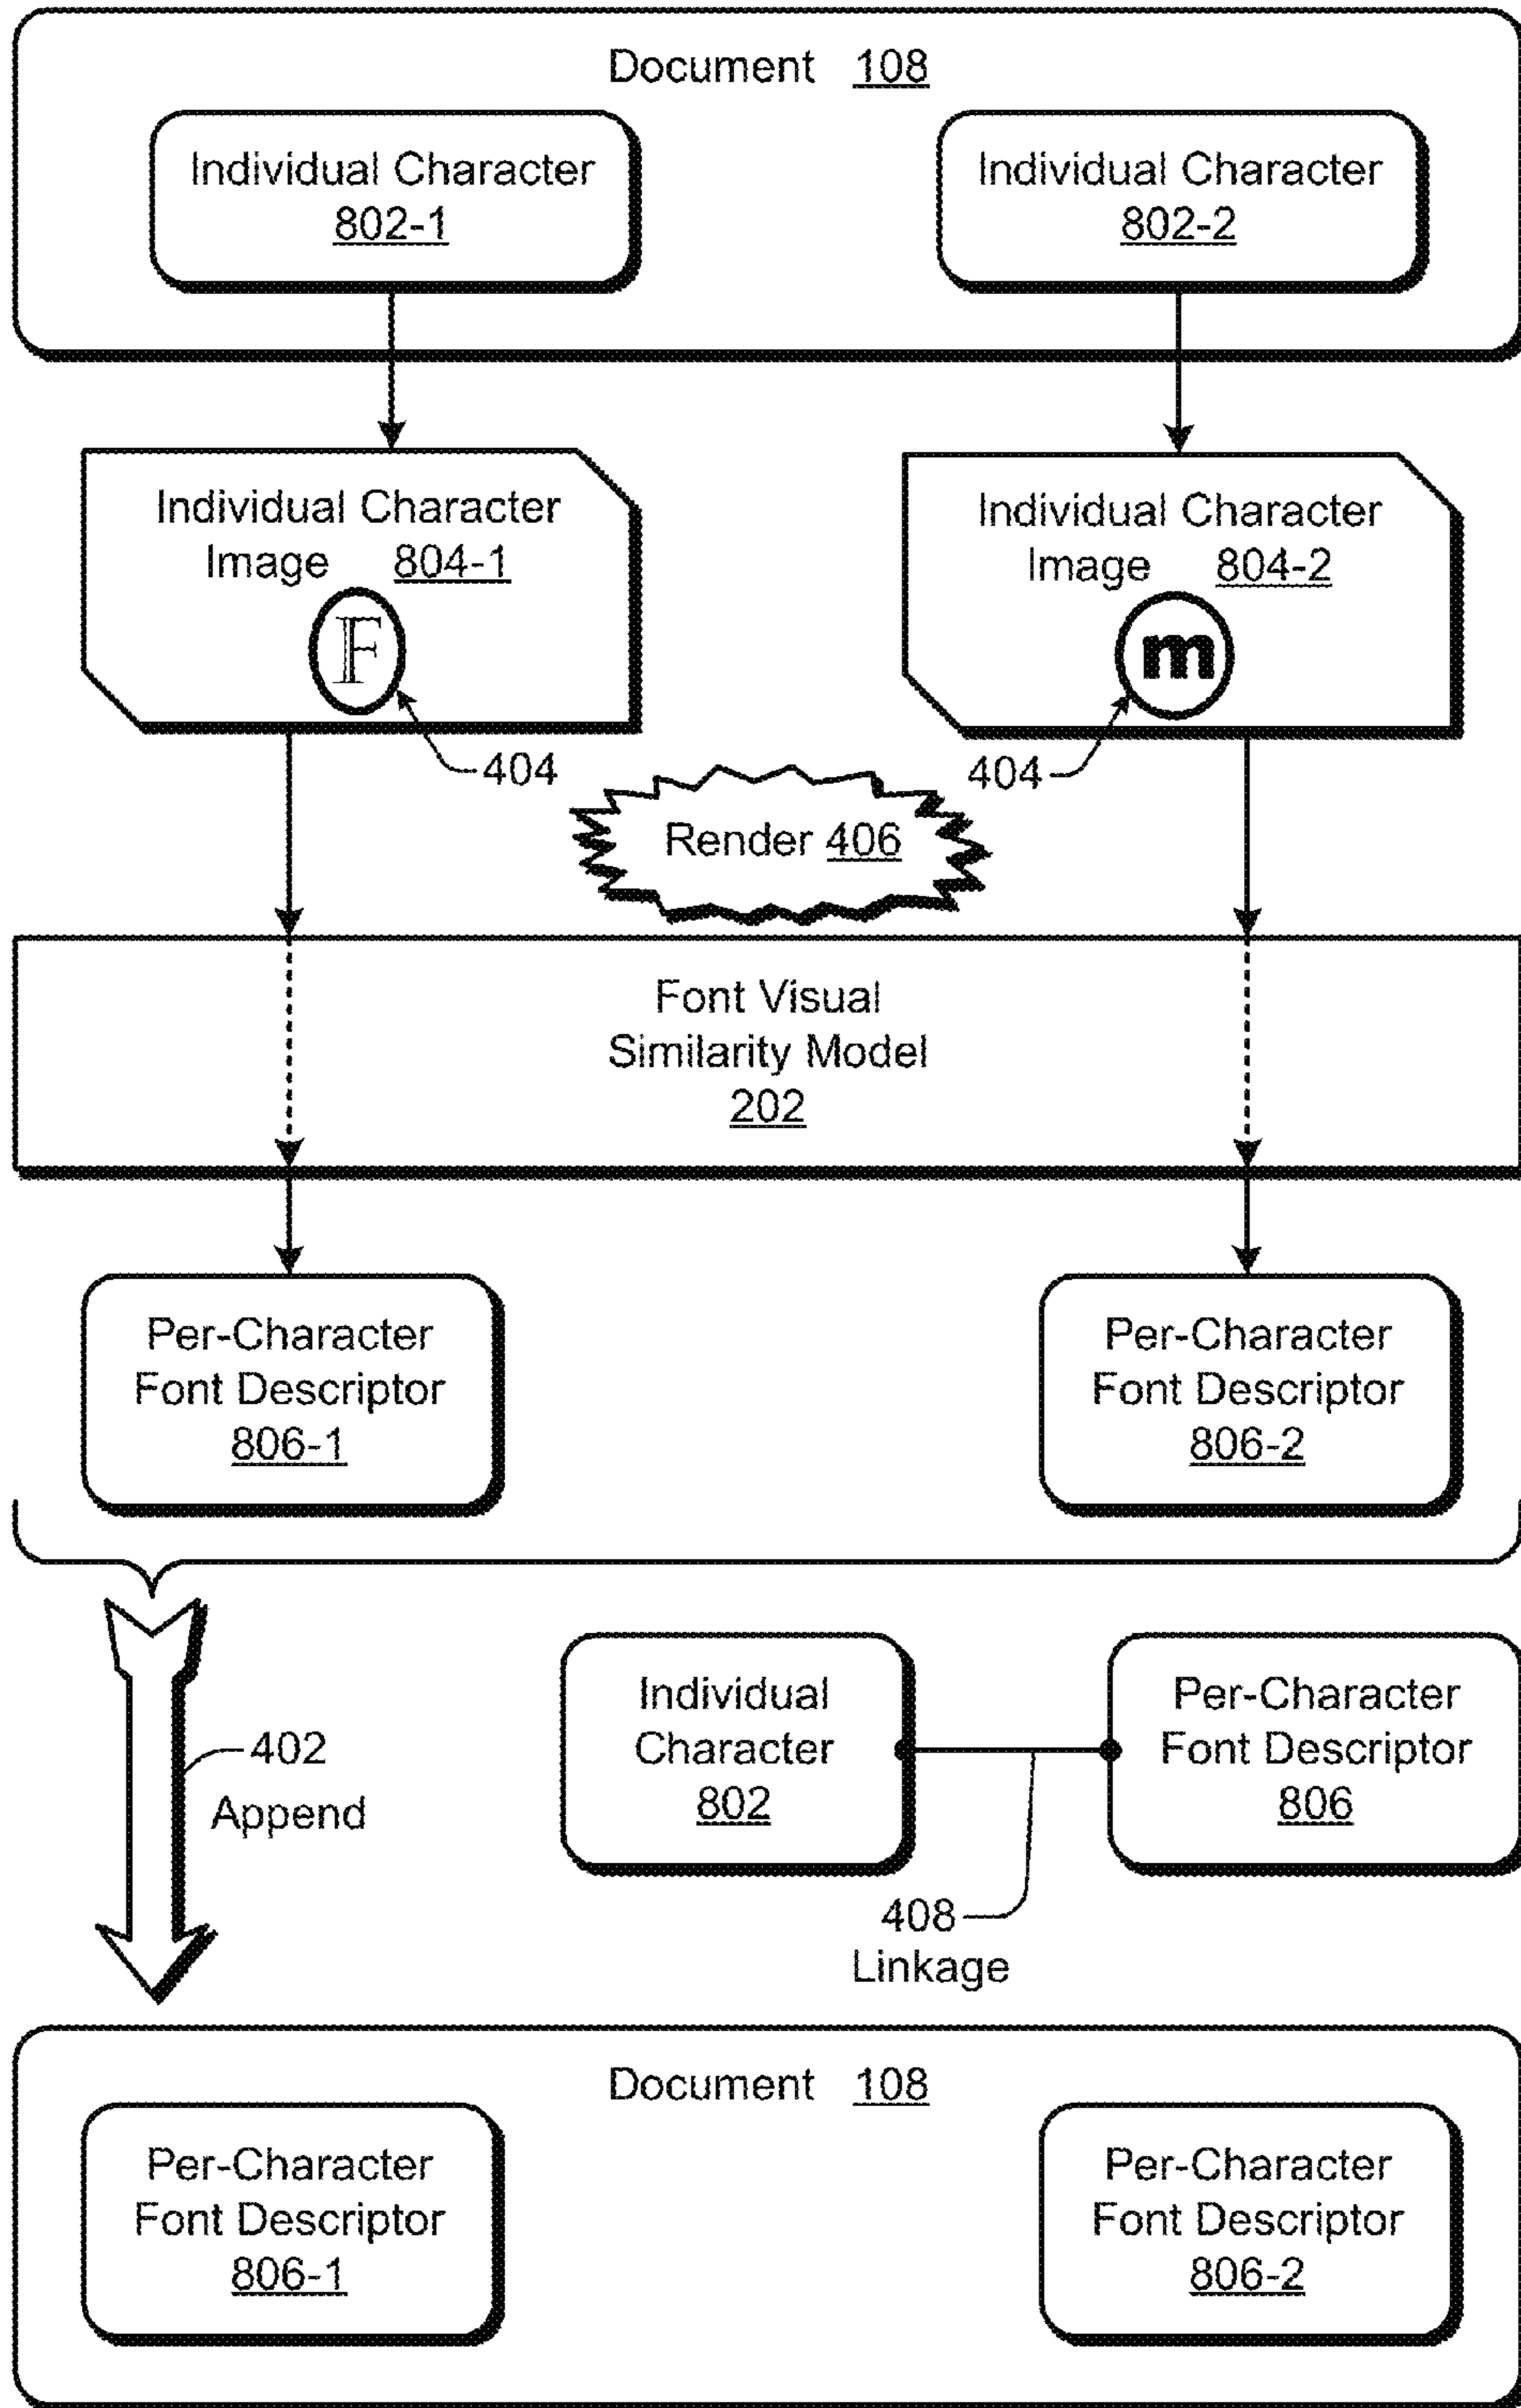 Document 108
Individual Character
802-1
Individual Character
802-2
Individual Character
Image 804-1
F
404
Individual Character
Image 804-2
m
404
Render 406
Font Visual
Similarity Model
202
Per-Character
Font Descriptor
806-1
Per-Character
Font Descriptor
806-2
402
Append
Individual
Character
802
Per-Character
Font Descriptor
806
408
Linkage
Document 108
Per-Character
Font Descriptor
806-1
Per-Character
Font Descriptor
806-2